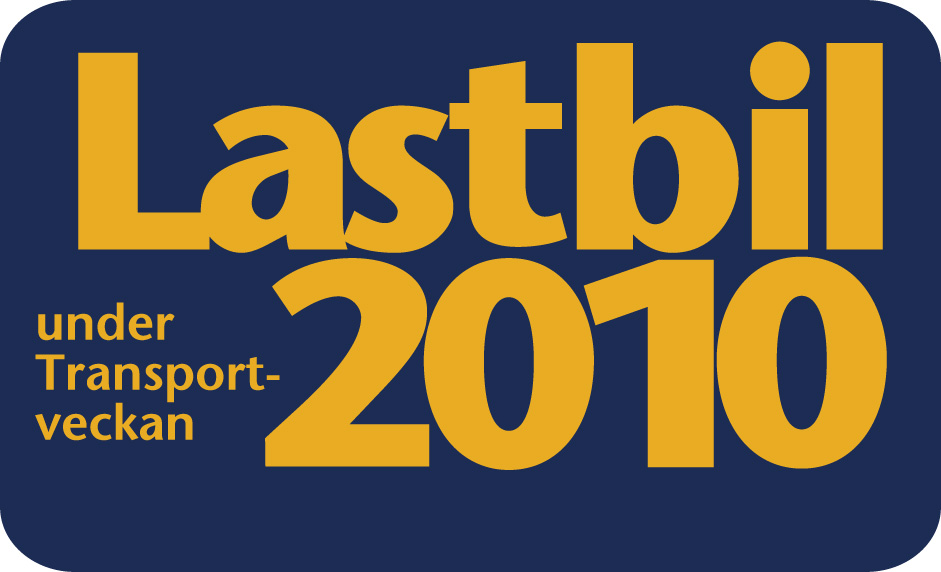 Lastbil
2010
under
Transport-
veckan